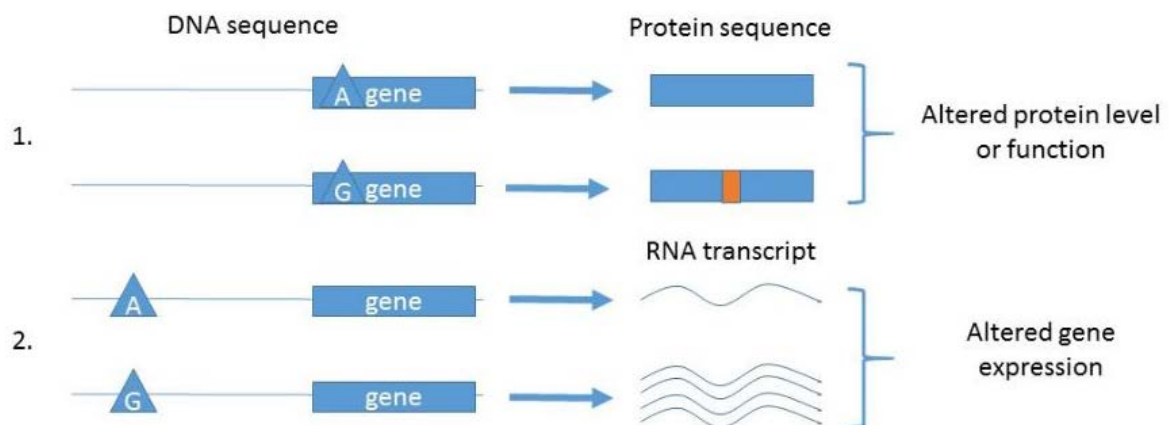 DNA sequence
Protein sequence
A gene
1.
G gene
Altered protein level
or function
RNA transcript
A
gene
2.
G
gene
Altered gene
expression